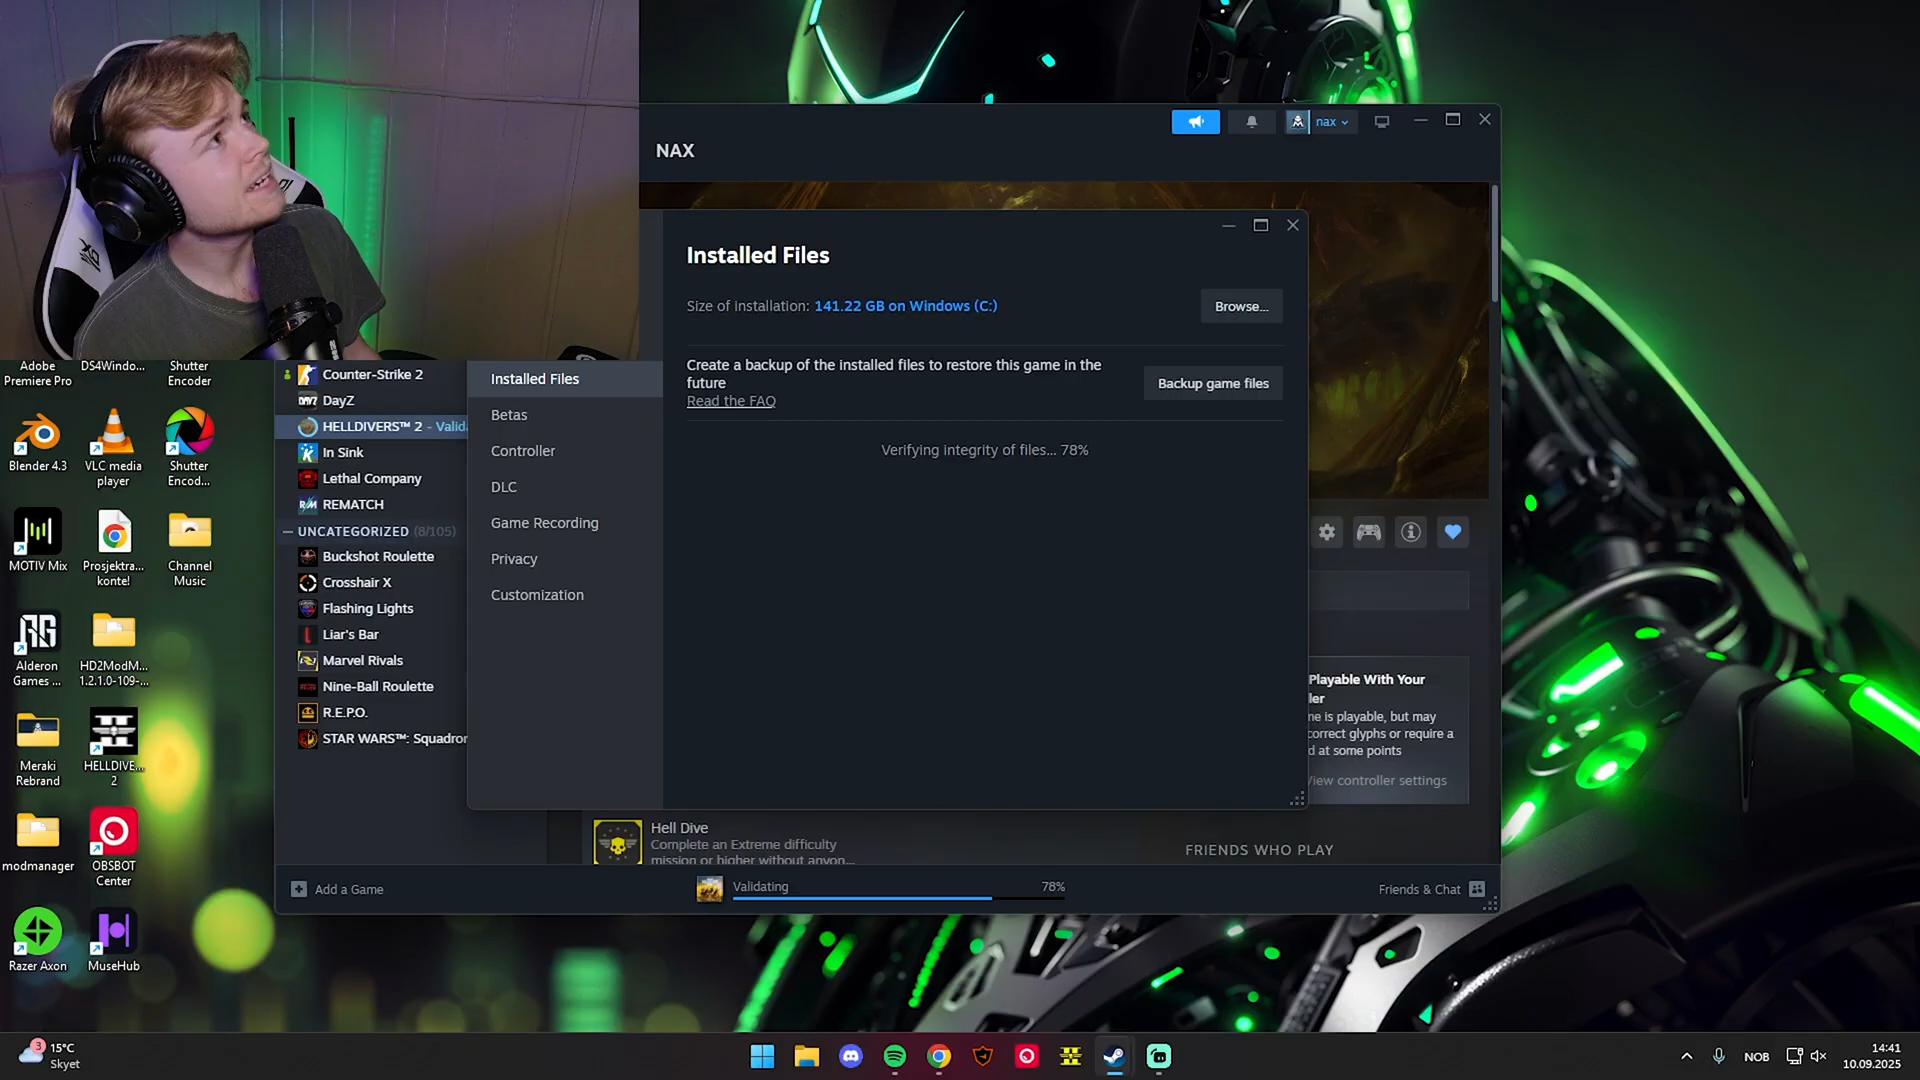 NAX
nax
Installed Files
Size of installation: 141.22 GB on Windows (C:)
Browse...
Create a backup of the installed files to restore this game in the
future
Read the FAQ
Backup game files
Verifying integrity of files... 78%
Installed Files
Betas
Controller
DLC
Game Recording
Privacy
Customization
Counter-Strike 2
DayZ
HELLDIVERS™ 2 - Valid
In Sink
Lethal Company
REMATCH
UNCATEGORIZED (8/105)
Buckshot Roulette
Crosshair X
Flashing Lights
Liar's Bar
Marvel Rivals
Nine-Ball Roulette
R.E.P.O.
STAR WARS™: Squadron
Playable With Your
ler
ne is playable, but may
correct glyphs or require a
d at some points
View controller settings
Hell Dive
Complete an Extreme difficulty
mission or higher without anyon...
FRIENDS WHO PLAY
Add a Game
Validating
78%
Friends & Chat
Adobe
Premiere Pro
DS4Windo...
Shutter
Encoder
Blender 4.3
VLC media
player
Shutter
Encod...
MOTIV Mix
Prosjektra...
konte!
Channel
Music
Alderon
Games ...
HD2ModM...
1.2.1.0-109-...
Meraki
Rebrand
HELLDIVE...
2
modmanager
OBSBOT
Center
Razer Axon
MuseHub
3
15°C
Skyet
NOB
14:41
10.09.2025